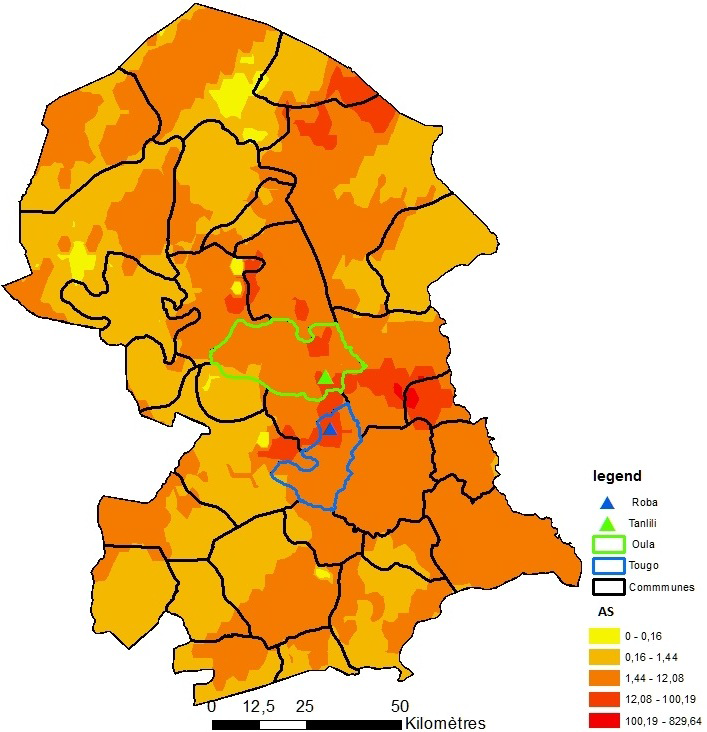 legend
Roba
Tanlili
Oula
Tougo
Commmunes
AS
0 - 0,16
0,16 - 1,44
1,44 - 12,08
12,08 - 100,19
100,19 - 829,64
0 12,5 25 50
Kilomètres